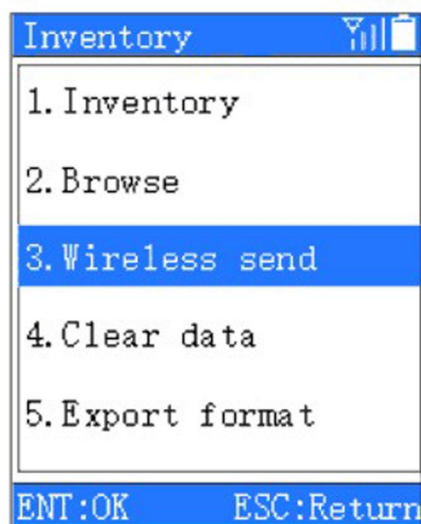 Inventory
1.Inventory
2.Browse
3.Wireless send
4.Clear data
5.Export format
ENT:OK ESC:Return